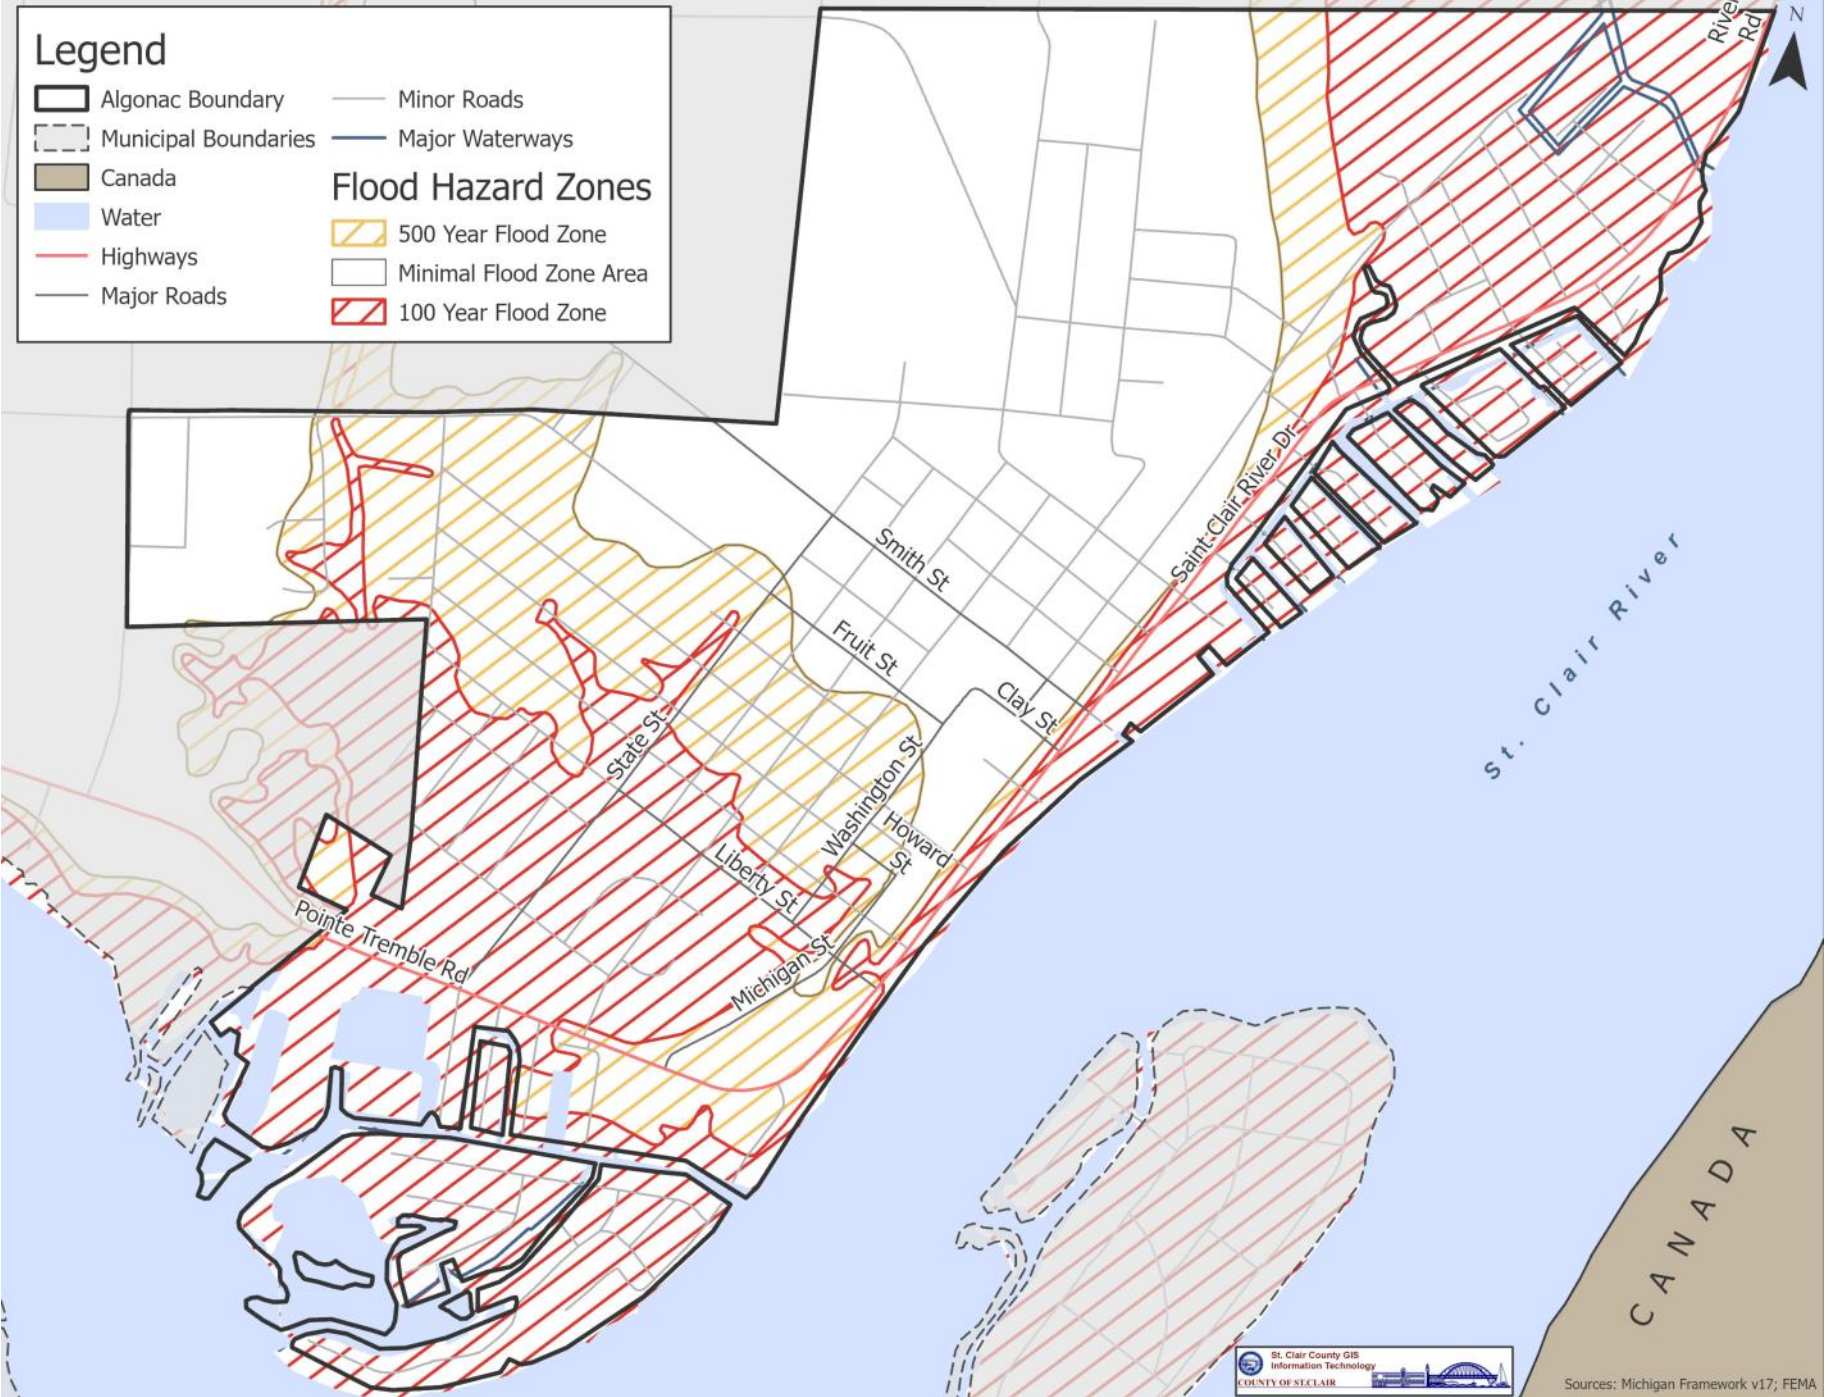 Legend
Algonac Boundary
Municipal Boundaries
Canada
Water
Highways
Major Roads
Minor Roads
Major Waterways
Flood Hazard Zones
500 Year Flood Zone
Minimal Flood Zone Area
100 Year Flood Zone
River
Rd
N
Saint Clair River Dr
Smith St
Fruit St
Clay St
State St
Washington St
Howard
St
Liberty St
Michigan St
Pointe Tremble Rd
St. Clair River
CANADA
St. Clair County GIS
Information Technology
COUNTY OF ST.CLAIR
Sources: Michigan Framework v17; FEMA